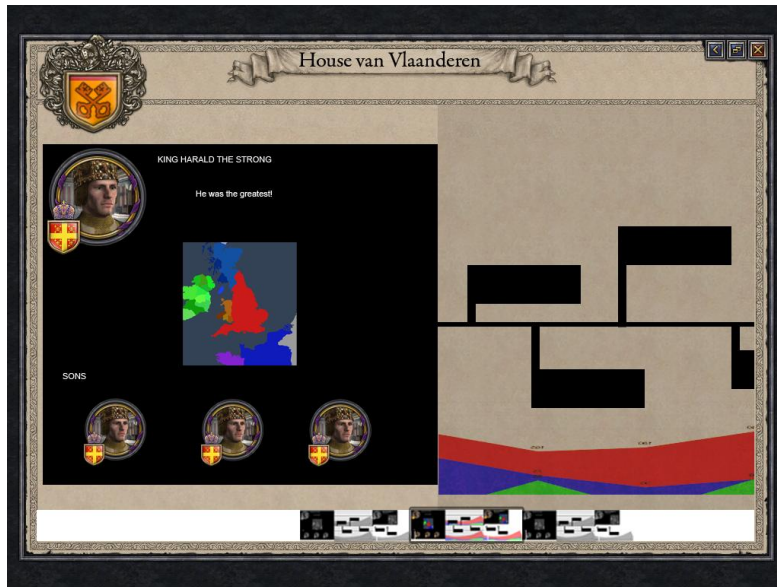 House van Vlaanderen
KING HARALD THE STRONG
He was the greatest!
SONS